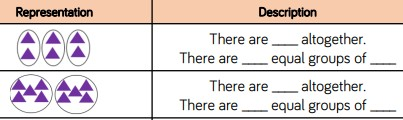 Representation Description
There are ____ altogether.
There are ____ equal groups of ____
There are ____ altogether.
There are ____ equal groups of ____